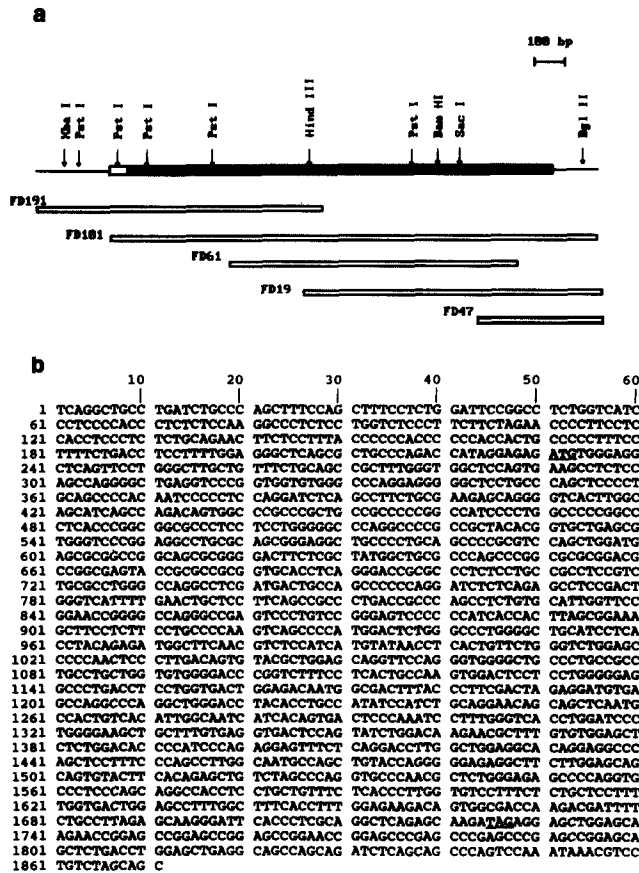 a
100 bp
Xba I
Pst I
Pst I
Pst I
Pst I
Hind III
Pst I
Bam HI
Sac I
Bgl II
FD191
FD181
FD61
FD19
FD47
b
10 20 30 40 50 60
1 TCAGGCTGCC TGATCTGCCC AGCTTTCCAG CTTTCCTCTG GATTCCGGCC TCTGGTCATC
61 CCTCCCCACC CTCTCTCCAA GGCCCTCTCC TGGTCTCCCT TCTTCTAGAA CCCCTTCCTC
121 CACCTCCCTC TCTGCAGAAC TTCTCCTTTA CCCCCCACCC CCCACCACTG CCCCCTTTCC
181 TTTTCTGACC TCCTTTTGGA GGGCTCAGCG CTGCCCAGAC CATAGGAGAG ATGTGGGAGG
241 CTCAGTTCCT GGGCTTGCTG TTTCTGCAGC CGCTTTGGGT GGCTCCAGTG AAGCCTCTCC
301 AGCCAGGGGC TGAGGTCCCG GTGGTGTGGG CCCAGGAGGG GGCTCCTGCC CAGCTCCCCT
361 GCAGCCCCAC AATCCCCCTC CAGGATCTCA GCCTTCTGCG AAGAGCAGGG GTCACTTGGC
421 AGCATCAGCC AGACAGTGGC CCGCCCGCTG CCGCCCCCGG CCATCCCCTG GCCCCCGGCC
481 CTCACCCGGC GGCGCCCTCC TCCTGGGGGC CCAGGCCCCG CCGCTACACG GTGCTGAGCG
541 TGGGTCCCGG AGGCCTGCGC AGCGGGAGGC TGCCCCTGCA GCCCCGCGTC CAGCTGGATG
601 AGCGCGGCCG GCAGCGCGGG GACTTCTCGC TATGGCTGCG CCCAGCCCGG CGCGCGGACG
661 CCGGCGAGTA CCGCGCCGCG GTGCACCTCA GGGACCGCGC CCTCTCCTGC CGCCTCCGTC
721 TGCGCCTGGG CCAGGCCTCG ATGACTGCCA GCCCCCCAGG ATCTCTCAGA GCCTCCGACT
781 GGGTCATTTT GAACTGCTCC TTCAGCCGCC CTGACCGCCC AGCCTCTGTG CATTGGTTCC
841 GGAACCGGGG CCAGGGCCGA GTCCCTGTCC GGGAGTCCCC CCATCACCAC TTAGCGGAAA
901 GCTTCCTCTT CCTGCCCCAA GTCAGCCCCA TGGACTCTGG GCCCTGGGGC TGCATCCTCA
961 CCTACAGAGA TGGCTTCAAC GTCTCCATCA TGTATAACCT CACTGTTCTG GGTCTGGAGC
1021 CCCCAACTCC CTTGACAGTG TACGCTGGAG CAGGTTCCAG GGTGGGGCTG CCCTGCCGCC
1081 TGCCTGCTGG TGTGGGGACC CGGTCTTTCC TCACTGCCAA GTGGACTCCT CCTGGGGGAG
1141 GCCCTGACCT CCTGGTGACT GGAGACAATG GCGACTTTAC CCTTCGACTA GAGGATGTGA
1201 GCCAGGCCCA GGCTGGGACC TACACCTGCC ATATCCATCT GCAGGAACAG CAGCTCAATG
1261 CCACTGTCAC ATTGGCAATC ATCACAGTGA CTCCCAAATC CTTTGGGTCA CCTGGATCCC
1321 TGGGGAAGCT GCTTTGTGAG GTGACTCCAG TATCTGGACA AGAACGCTTT GTGTGGAGCT
1381 CTCTGGACAC CCCATCCCAG AGGAGTTTCT CAGGACCTTG GCTGGAGGCA CAGGAGGCCC
1441 AGCTCCTTTC CCAGCCTTGG CAATGCCAGC TGTACCAGGG GGAGAGGCTT CTTGGAGCAG
1501 CAGTGTACTT CACAGAGCTG TCTAGCCCAG GTGCCCAACG CTCTGGGAGA GCCCCAGGTG
1561 CCCTCCCAGC AGGCCACCTC CTGCTGTTTC TCACCCTTGG TGTCCTTTCT CTGCTCCTTT
1621 TGGTGACTGG AGCCTTTGGC TTTCACCTTT GGAGAAGACA GTGGCGACCA AGACGATTTT
1681 CTGCCTTAGA GCAAGGGATT CACCCTCGCA GGCTCAGAGC AAGATAGAGG AGCTGGAGCA
1741 AGAACCGGAG CCGGAGCCGG AGCCGGAACC GGAGCCCGAG CCCGAGCCCG AGCCGGAGCA
1801 GCTCTGACCT GGAGCTGAGG CAGCCAGCAG ATCTCAGCAG CCCAGTCCAA ATAAACGTCC
1861 TGTCTAGCAG C